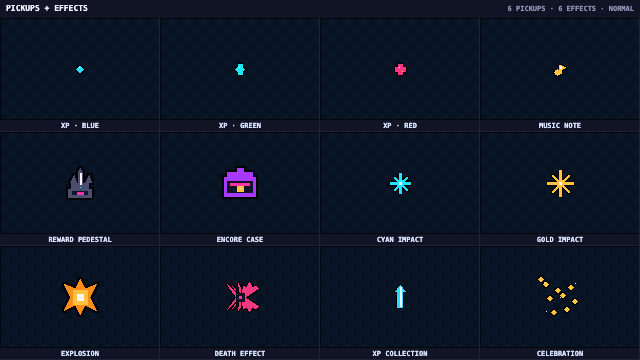 PICKUPS + EFFECTS
6 PICKUPS · 6 EFFECTS · NORMAL
XP · BLUE
XP · GREEN
XP · RED
MUSIC NOTE
REWARD PEDESTAL
ENCORE CASE
CYAN IMPACT
GOLD IMPACT
EXPLOSION
DEATH EFFECT
XP COLLECTION
CELEBRATION